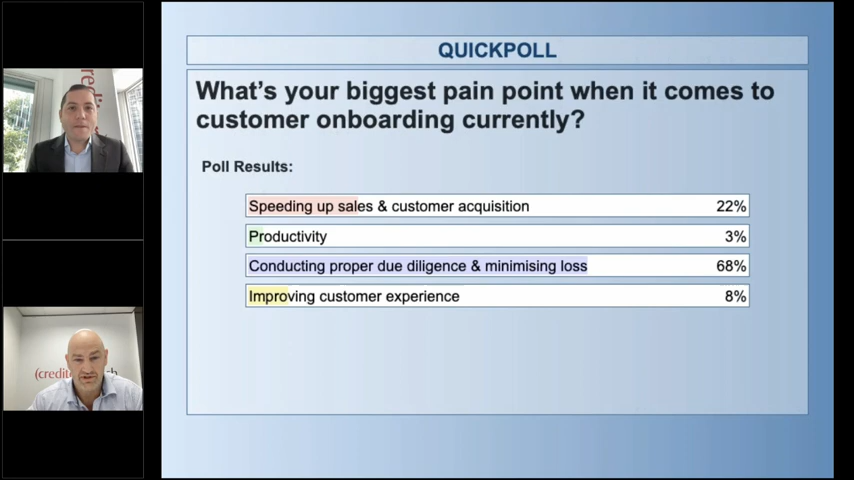 QUICKPOLL
What's your biggest pain point when it comes to
customer onboarding currently?
Poll Results:
Speeding up sales & customer acquisition 22%
Productivity 3%
Conducting proper due diligence & minimising loss 68%
Improving customer experience 8%